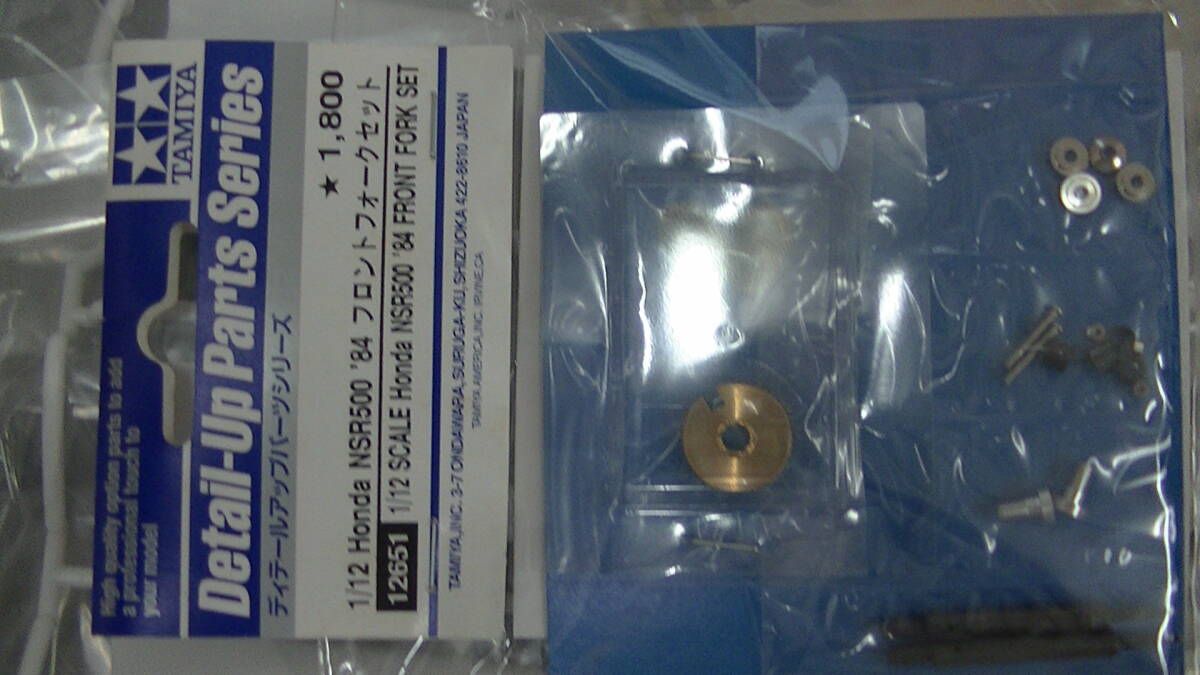 TAMIYA
High quality option parts to add
a professional touch to
your model
Detail-Up Parts Series
ディテールアップパーツシリーズ
★ 1,800
1/12 Honda NSR500 '84 フロントフォークセット
12651 1/12 SCALE Honda NSR500 '84 FRONT FORK SET
TAMIYA,INC. 3-7 ONDAWARA,SURUGA-KU,SHIZUOKA 422-8610 JAPAN
TAMIYA AMERICA,INC. IRVINE,CA